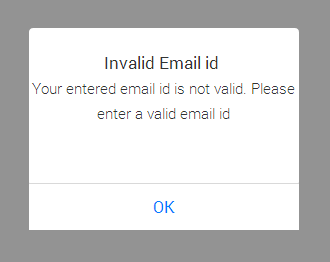 Invalid Email id
Your entered email id is not valid. Please
enter a valid email id
OK